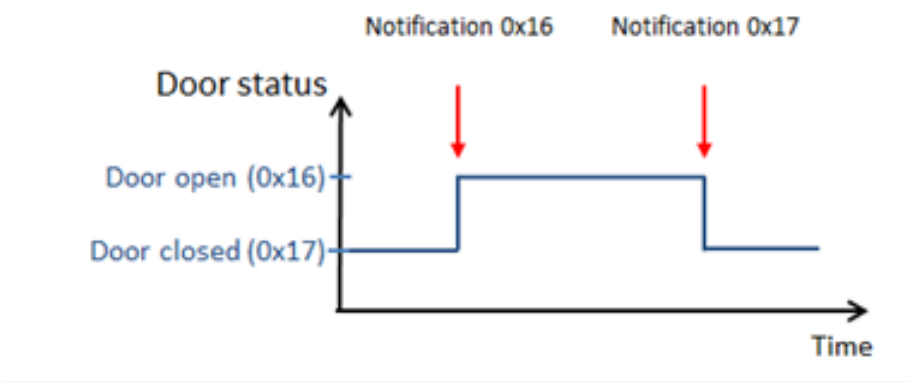 Notification 0x16
Notification 0x17
Door status
Door open (0x16)
Door closed (0x17)
Time